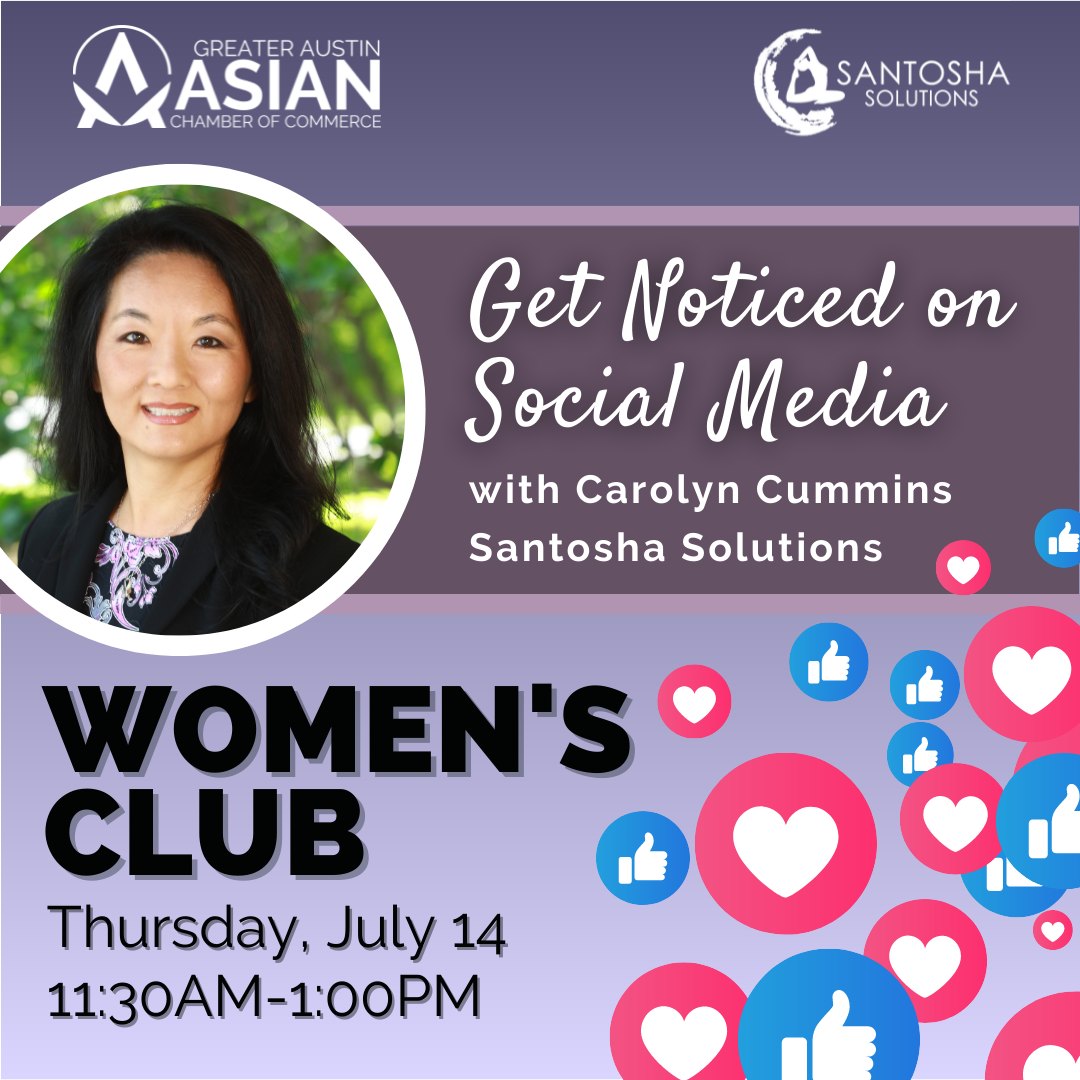 GREATER AUSTIN
ASIAN
CHAMBER OF COMMERCE
SANTOSHA
SOLUTIONS
Get Noticed on
Social Media
with Carolyn Cummins
Santosha Solutions
WOMEN'S
CLUB
Thursday, July 14
11:30AM-1:00PM